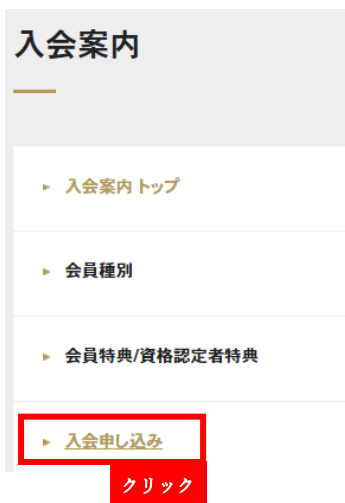 入会案内
入会案内 トップ
会員種別
会員特典/資格認定者特典
入会申し込み
クリック